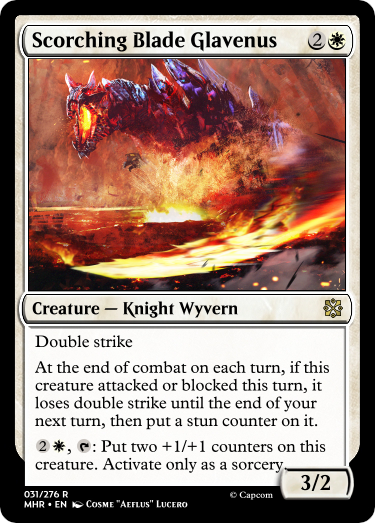 Scorching Blade Glavenus 2
Creature — Knight Wyvern
Double strike
At the end of combat on each turn, if this
creature attacked or blocked this turn, it
loses double strike until the end of your
next turn, then put a stun counter on it.
2 , : Put two +1/+1 counters on this
creature. Activate only as a sorcery.
3/2
031/276 R
MHR • EN Cosme "Aeflus" Lucero
© Capcom